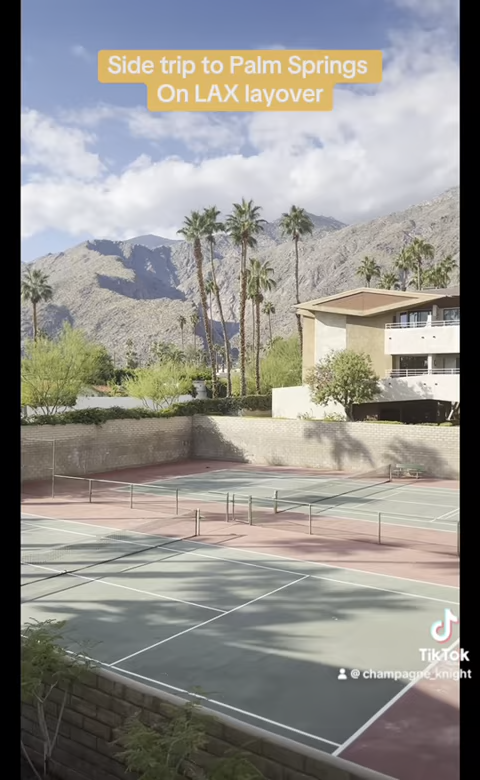 Side trip to Palm Springs
On LAX layover
TikTok
@ champagne_knight